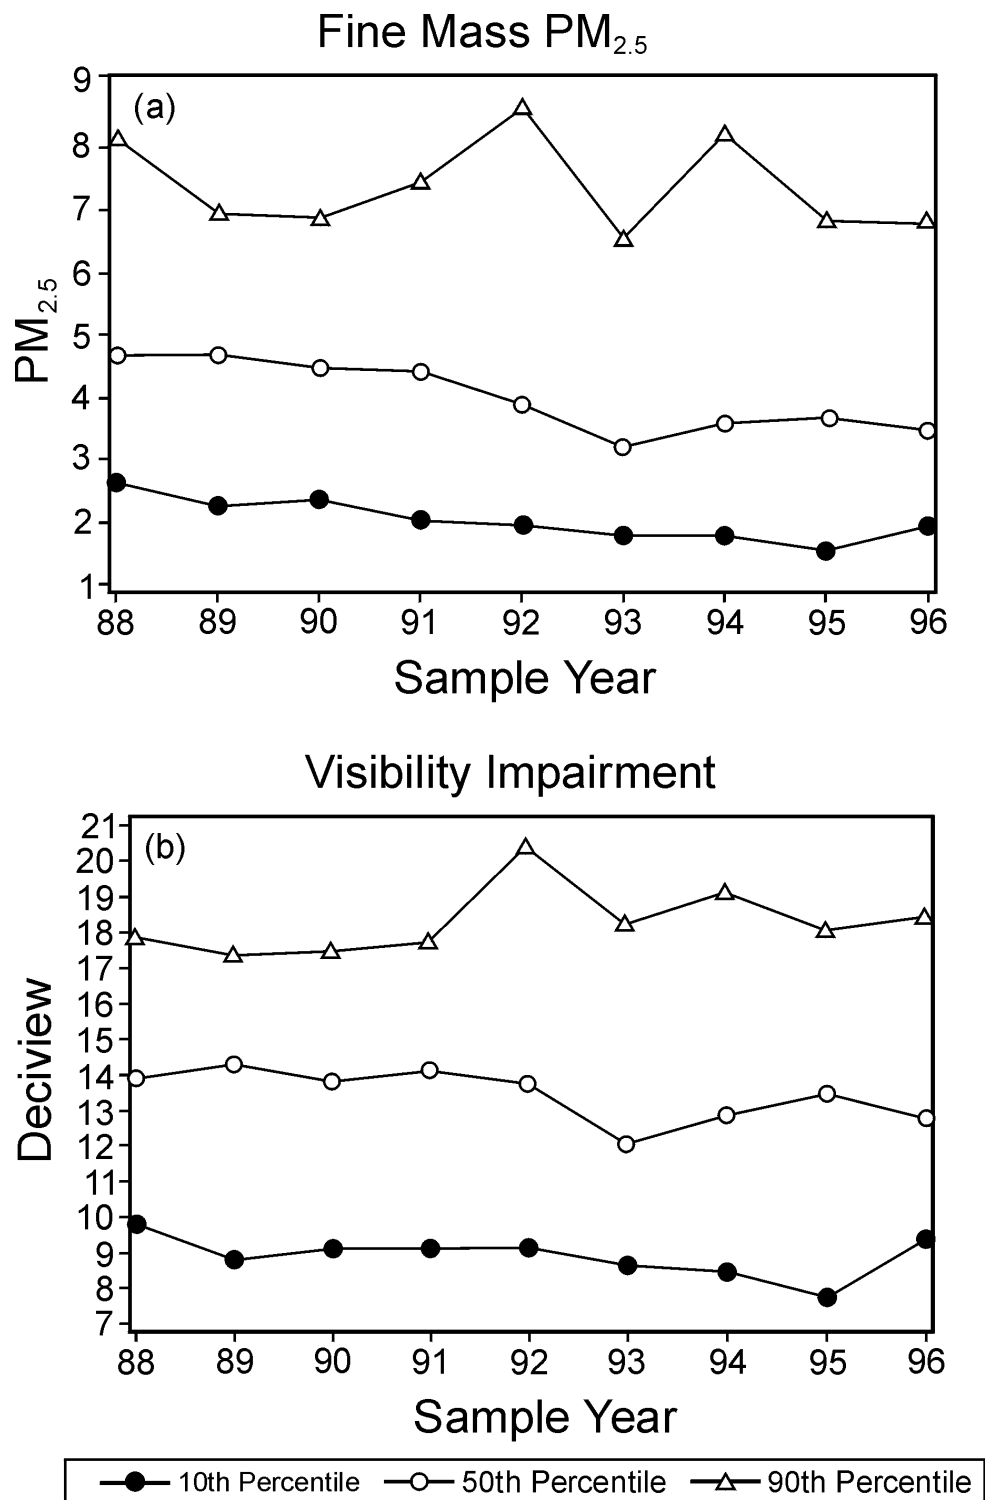 Fine Mass PM2.5
(a)
9
8
7
6
5
4
3
2
1
PM2.5
88 89 90 91 92 93 94 95 96
Sample Year
Visibility Impairment
(b)
21
20
19
18
17
16
15
14
13
12
11
10
9
8
7
Deciview
88 89 90 91 92 93 94 95 96
Sample Year
10th Percentile 50th Percentile 90th Percentile